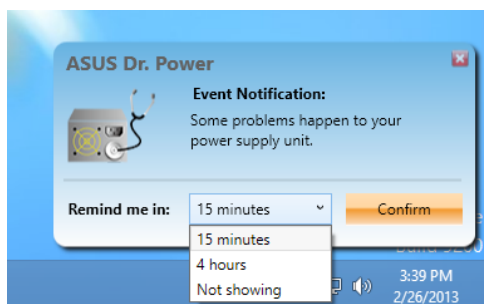 ASUS Dr. Power
Event Notification:
Some problems happen to your
power supply unit.
Remind me in:
15 minutes
Confirm
15 minutes
4 hours
Not showing
3:39 PM
2/26/2013